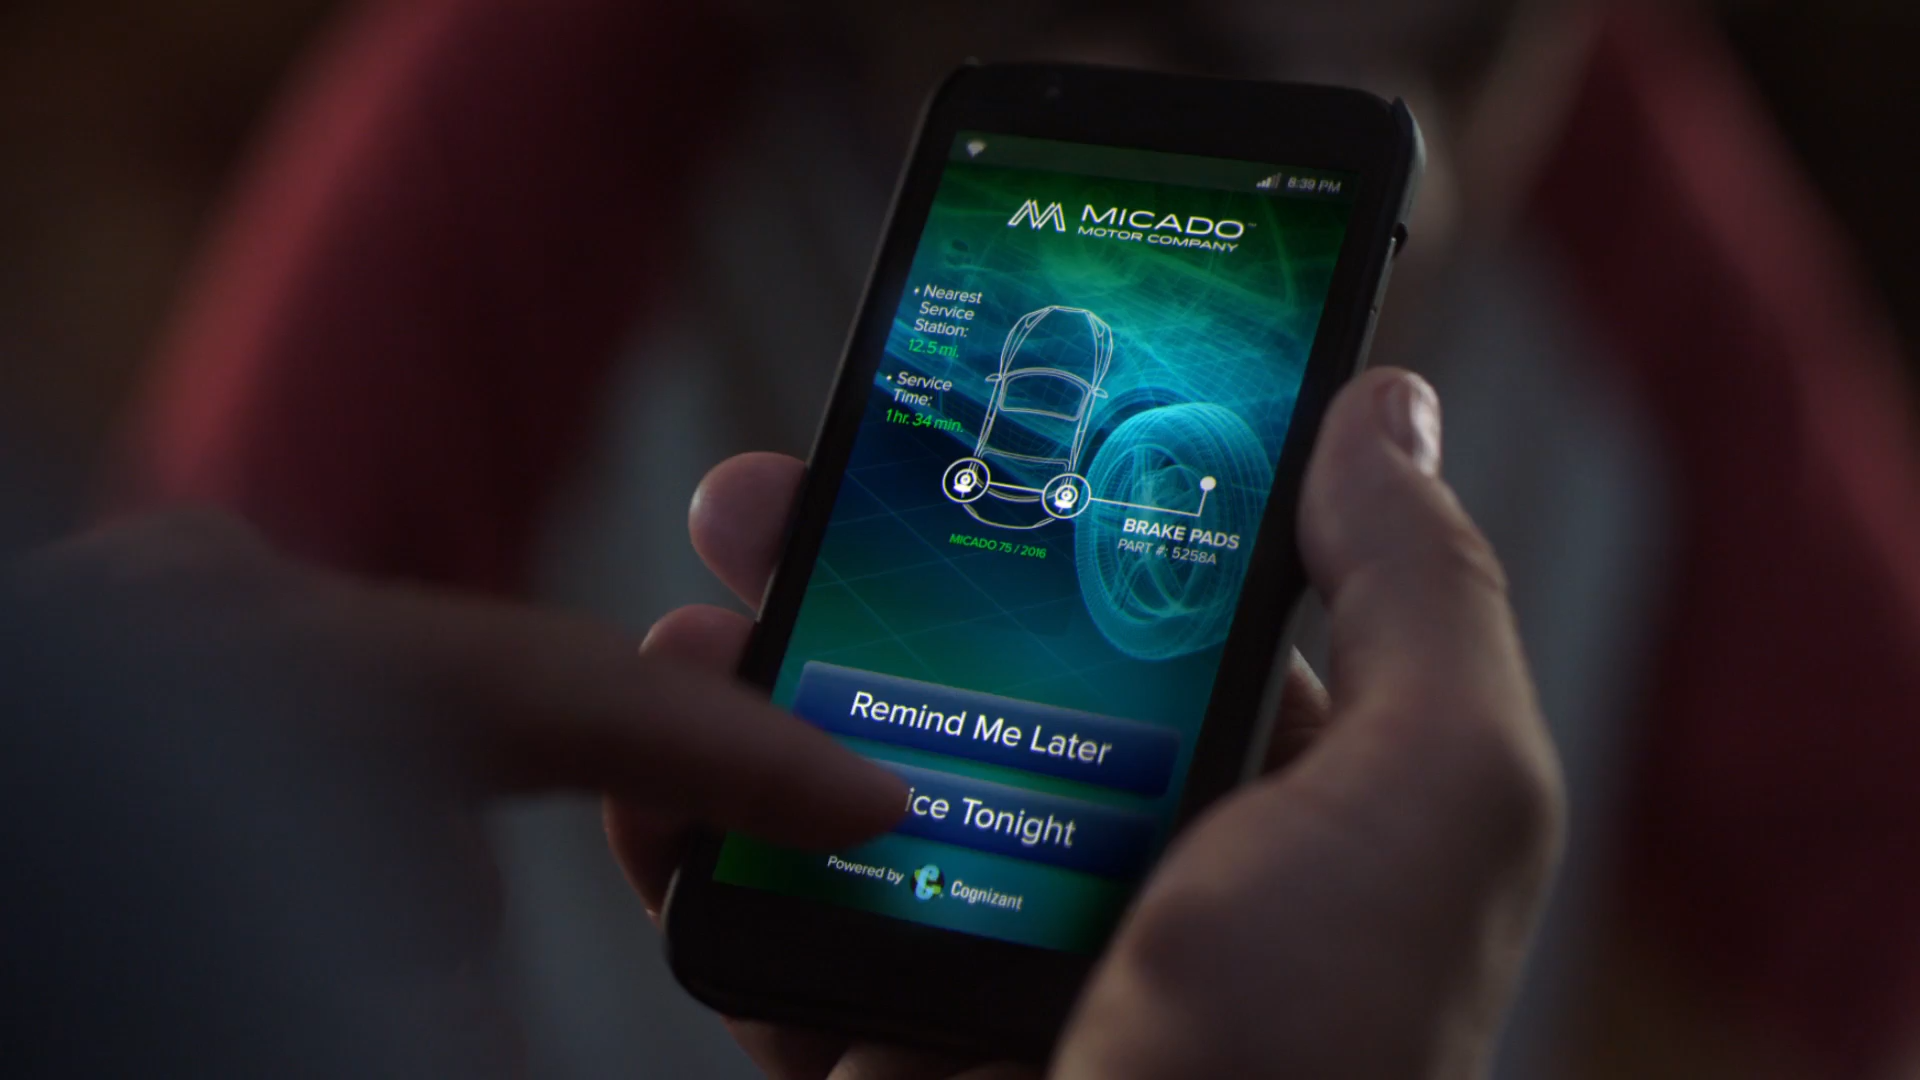 8:39 PM
MICADO™
MOTOR COMPANY
• Nearest
Service
Station:
12.5 mi.
• Service
Time:
1 hr. 34 min.
BRAKE PADS
PART #: 5258A
MICADO 75 / 2016
Remind Me Later
ice Tonight
Powered by Cognizant